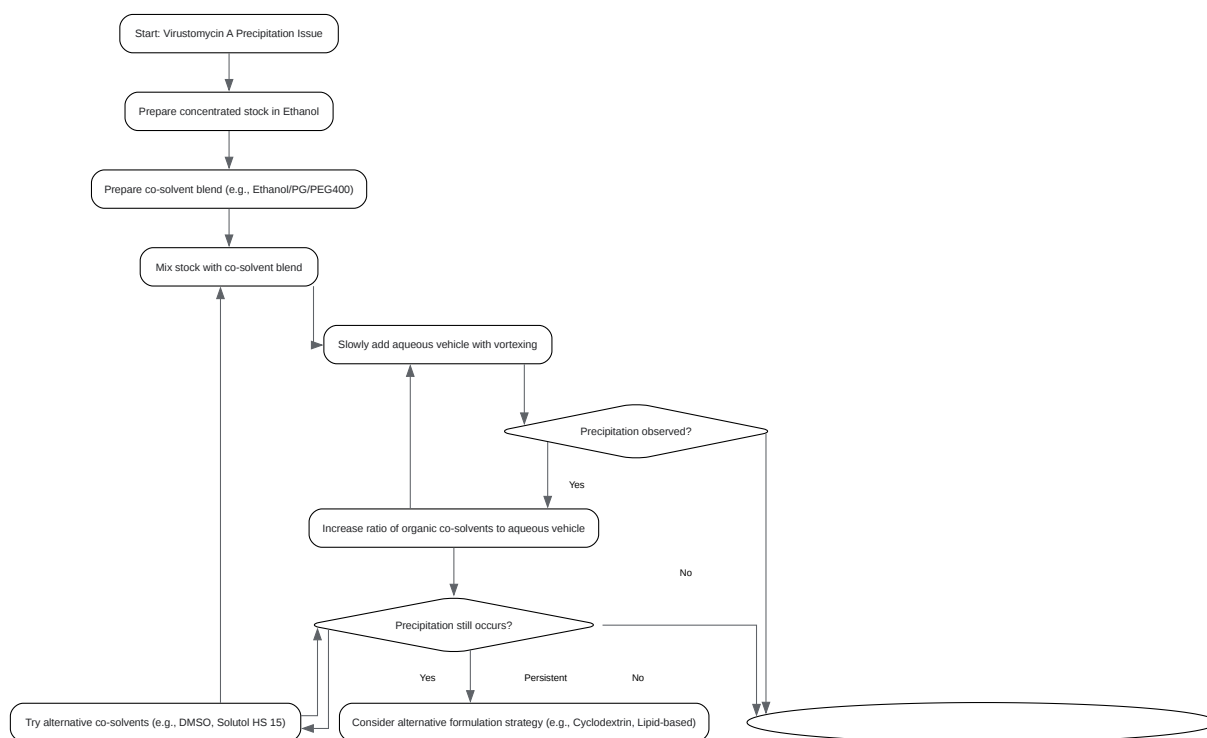 Start: Virustomycin A Precipitation Issue
Prepare concentrated stock in Ethanol
Prepare co-solvent blend (e.g., Ethanol/PG/PEG400)
Mix stock with co-solvent blend
Slowly add aqueous vehicle with vortexing
Precipitation observed?
Yes
Increase ratio of organic co-solvents to aqueous vehicle
No
Precipitation still occurs?
Yes
Persistent
No
Try alternative co-solvents (e.g., DMSO, Solutol HS 15)
Consider alternative formulation strategy (e.g., Cyclodextrin, Lipid-based)